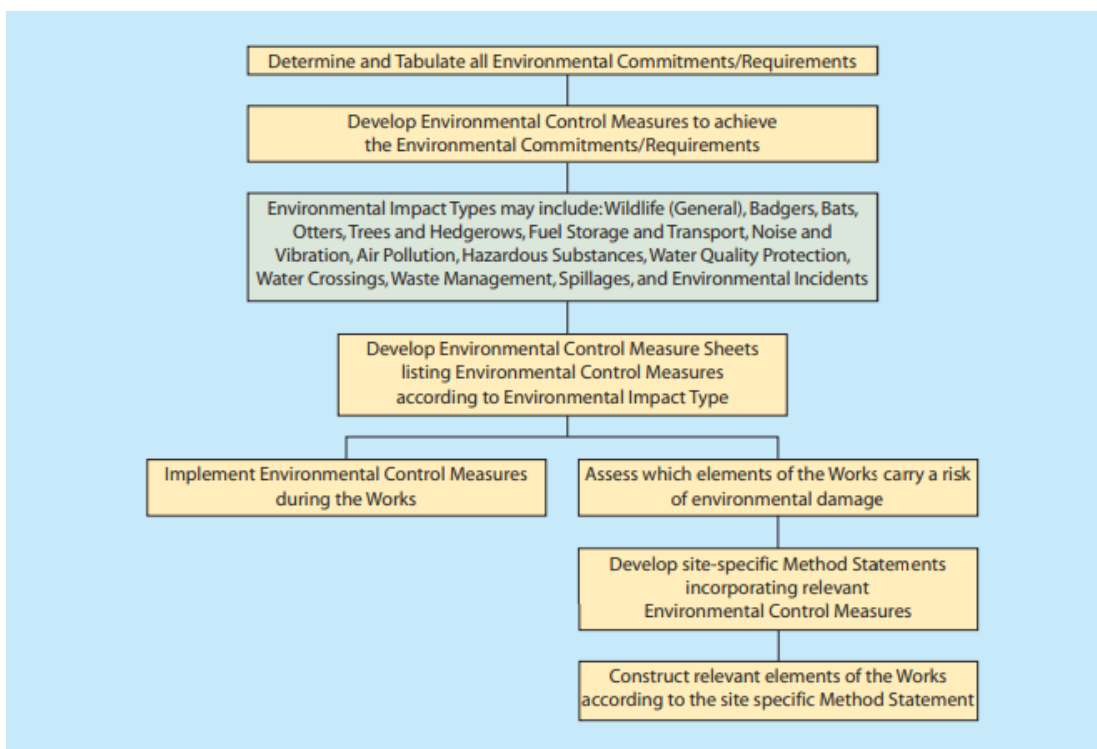 Determine and Tabulate all Environmental Commitments/Requirements
Develop Environmental Control Measures to achieve
the Environmental Commitments/Requirements
Environmental Impact Types may include: Wildlife (General), Badgers, Bats,
Otters, Trees and Hedgerows, Fuel Storage and Transport, Noise and
Vibration, Air Pollution, Hazardous Substances, Water Quality Protection,
Water Crossings, Waste Management, Spillages, and Environmental Incidents
Develop Environmental Control Measure Sheets
listing Environmental Control Measures
according to Environmental Impact Type
Implement Environmental Control Measures
during the Works
Assess which elements of the Works carry a risk
of environmental damage
Develop site-specific Method Statements
incorporating relevant
Environmental Control Measures
Construct relevant elements of the Works
according to the site specific Method Statement